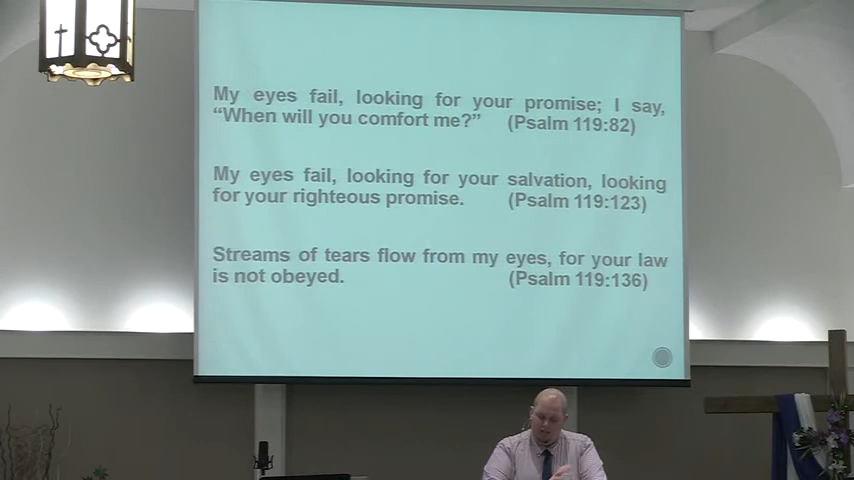 My eyes fail, looking for your promise; I say,
“When will you comfort me?” (Psalm 119:82)
My eyes fail, looking for your salvation, looking
for your righteous promise. (Psalm 119:123)
Streams of tears flow from my eyes, for your law
is not obeyed. (Psalm 119:136)